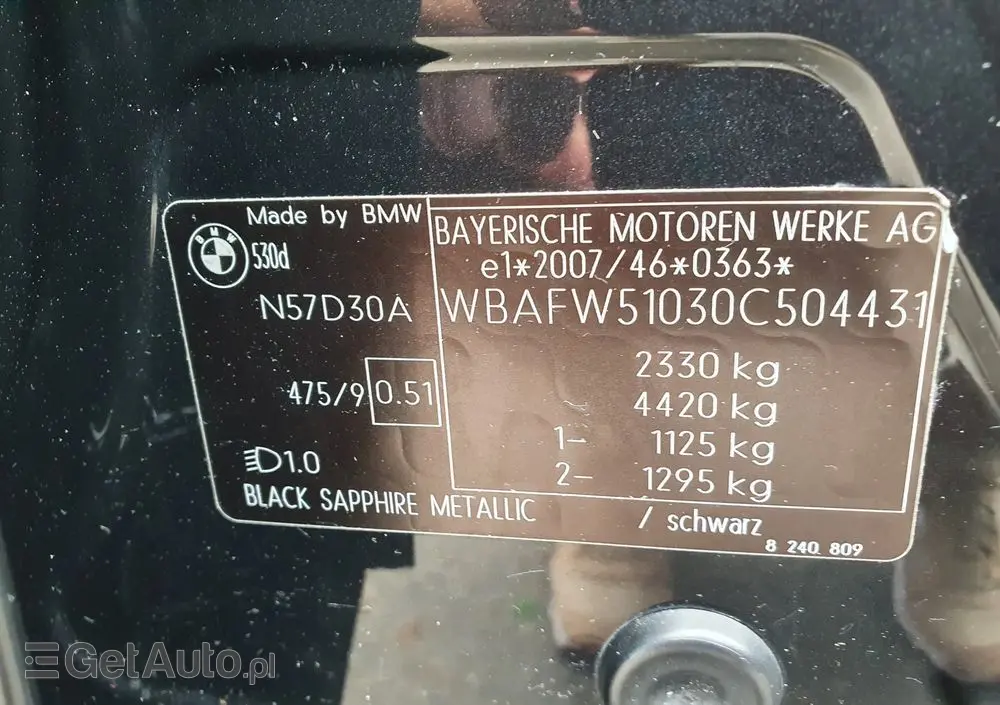 Made by BMW
BMW
530d
N57D30A
475/9 0.51
1.0
BLACK SAPPHIRE METALLIC / schwarz
BAYERISCHE MOTOREN WERKE AG
e1*2007/46*0363*
WBAFW51030C504431
2330 kg
4420 kg
1- 1125 kg
2- 1295 kg
8 240 809
GetAuto.pl